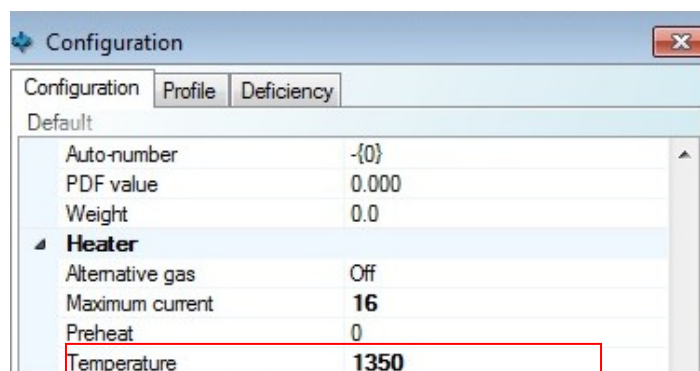 Configuration
Configuration Profile Deficiency
Default
Auto-number -{0}
PDF value 0.000
Weight 0.0
Heater
Alternative gas Off
Maximum current 16
Preheat 0
Temperature 1350